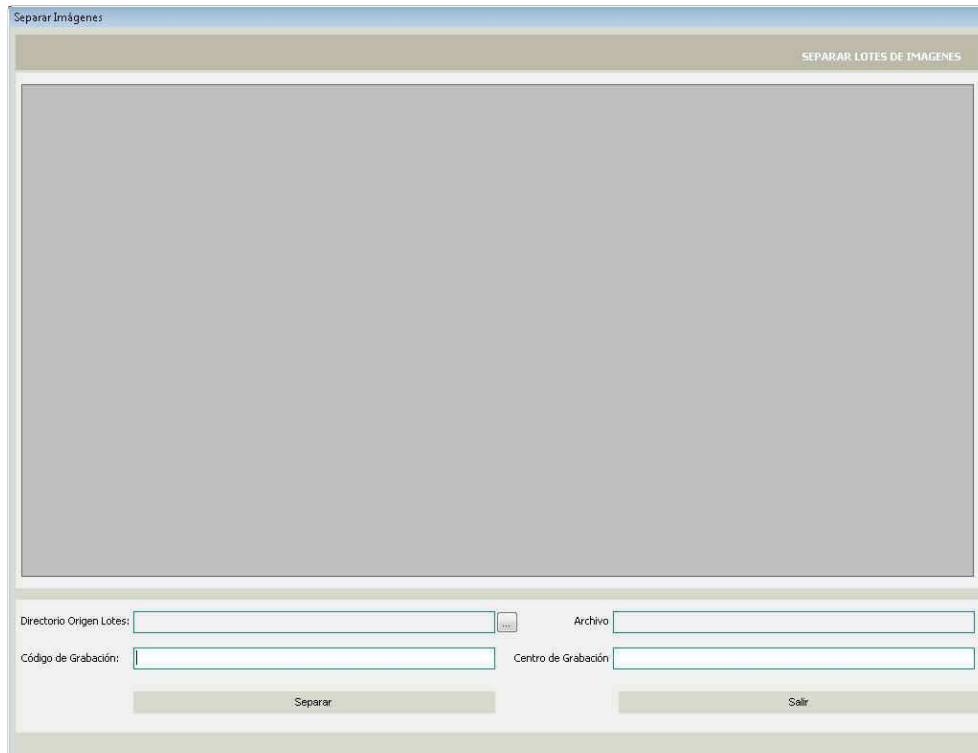 Separar Imágenes
SEPARAR LOTES DE IMAGENES
Directorio Origen Lotes: ... Archivo
Código de Grabación: Centro de Grabación
Separar Salir